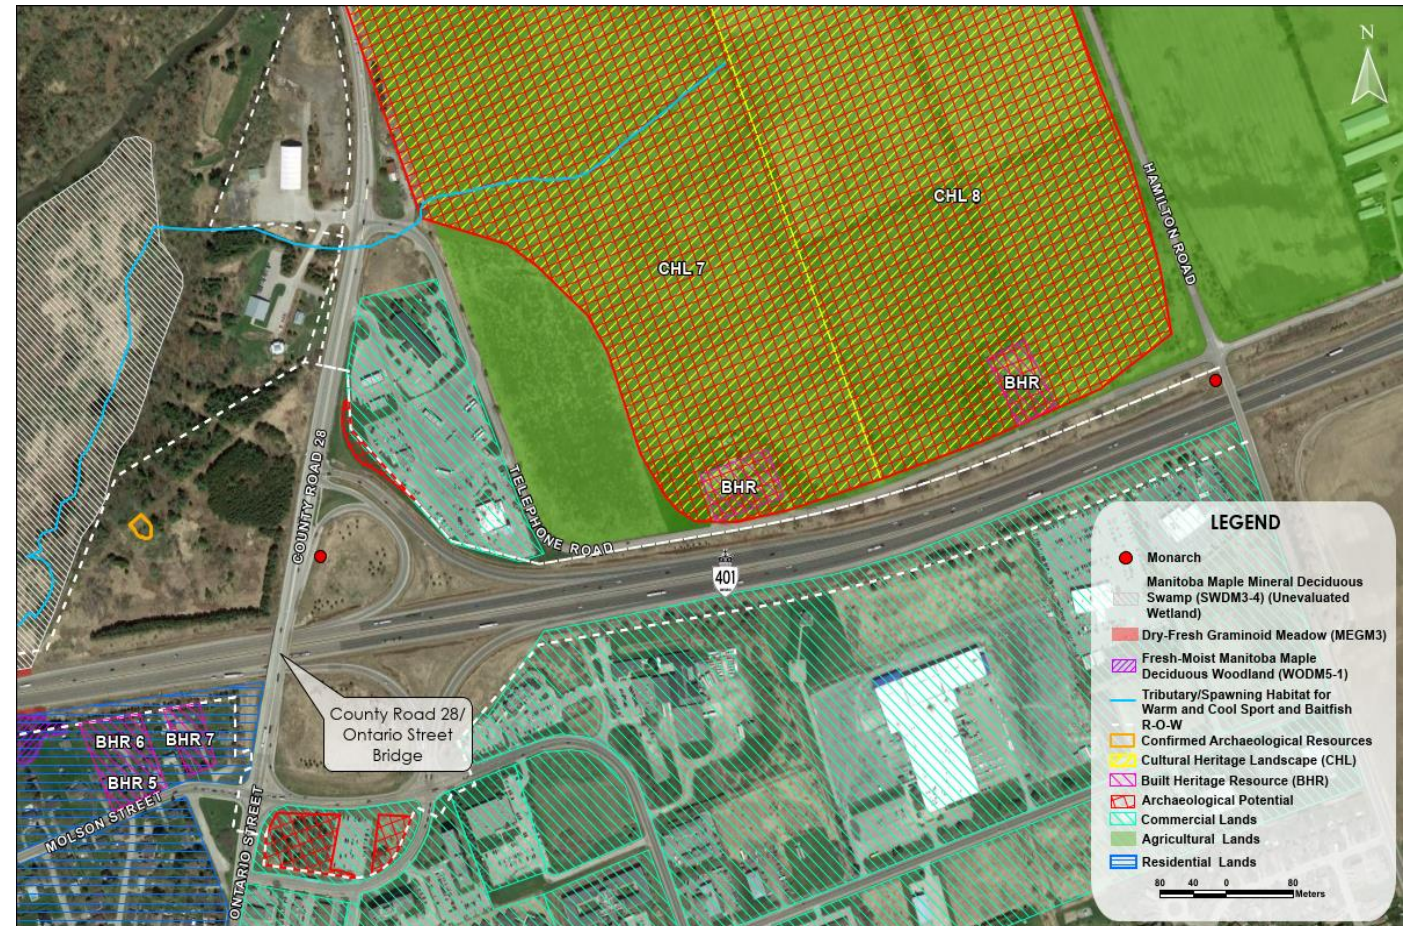 N
HAMILTON ROAD
CHL 8
CHL 7
BHR
BHR
COUNTY ROAD 28
TELEPHONE ROAD
401
County Road 28/
Ontario Street
Bridge
BHR 6
BHR 7
BHR 5
MOLSON STREET
ONTARIO STREET
LEGEND
Monarch
Manitoba Maple Mineral Deciduous
Swamp (SWDM3-4) (Unevaluated
Wetland)
Dry-Fresh Graminoid Meadow (MEGM3)
Fresh-Moist Manitoba Maple
Deciduous Woodland (WODM5-1)
Tributary/Spawning Habitat for
Warm and Cool Sport and Baitfish
R-O-W
Confirmed Archaeological Resources
Cultural Heritage Landscape (CHL)
Built Heritage Resource (BHR)
Archaeological Potential
Commercial Lands
Agricultural Lands
Residential Lands
80 40 0 80
Meters